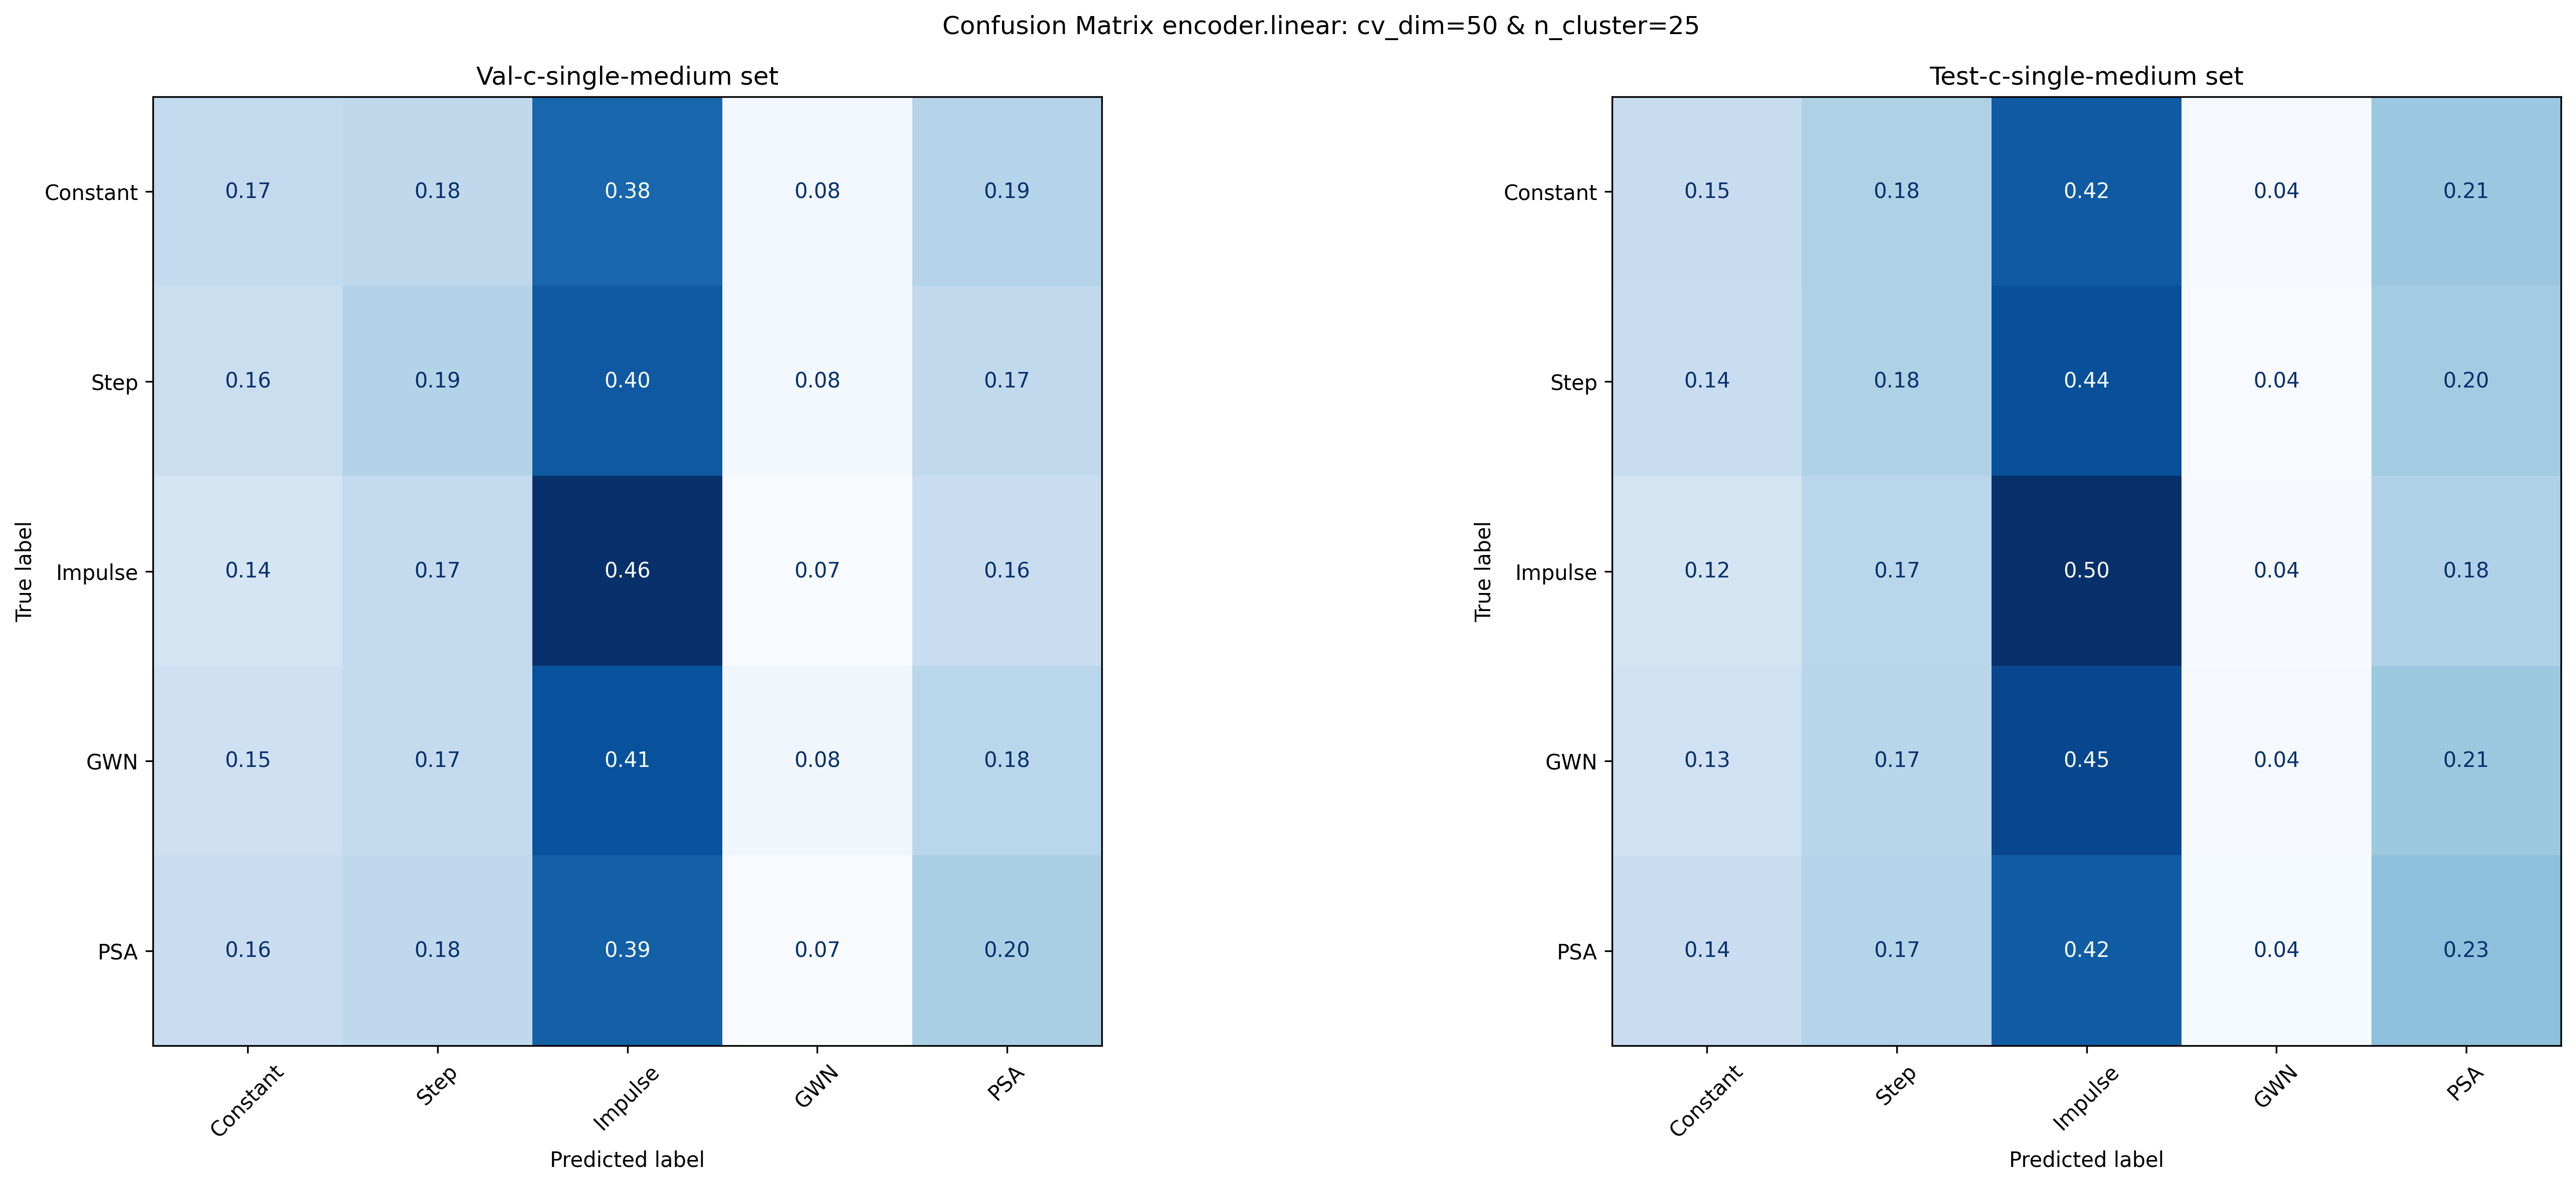 Confusion Matrix encoder.linear: cv_dim=50 & n_cluster=25
Val-c-single-medium set
True label
Constant 0.17 0.18 0.38 0.08 0.19
Step 0.16 0.19 0.40 0.08 0.17
Impulse 0.14 0.17 0.46 0.07 0.16
GWN 0.15 0.17 0.41 0.08 0.18
PSA 0.16 0.18 0.39 0.07 0.20
Constant Step Impulse GWN PSA
Predicted label
Test-c-single-medium set
True label
Constant 0.15 0.18 0.42 0.04 0.21
Step 0.14 0.18 0.44 0.04 0.20
Impulse 0.12 0.17 0.50 0.04 0.18
GWN 0.13 0.17 0.45 0.04 0.21
PSA 0.14 0.17 0.42 0.04 0.23
Constant Step Impulse GWN PSA
Predicted label